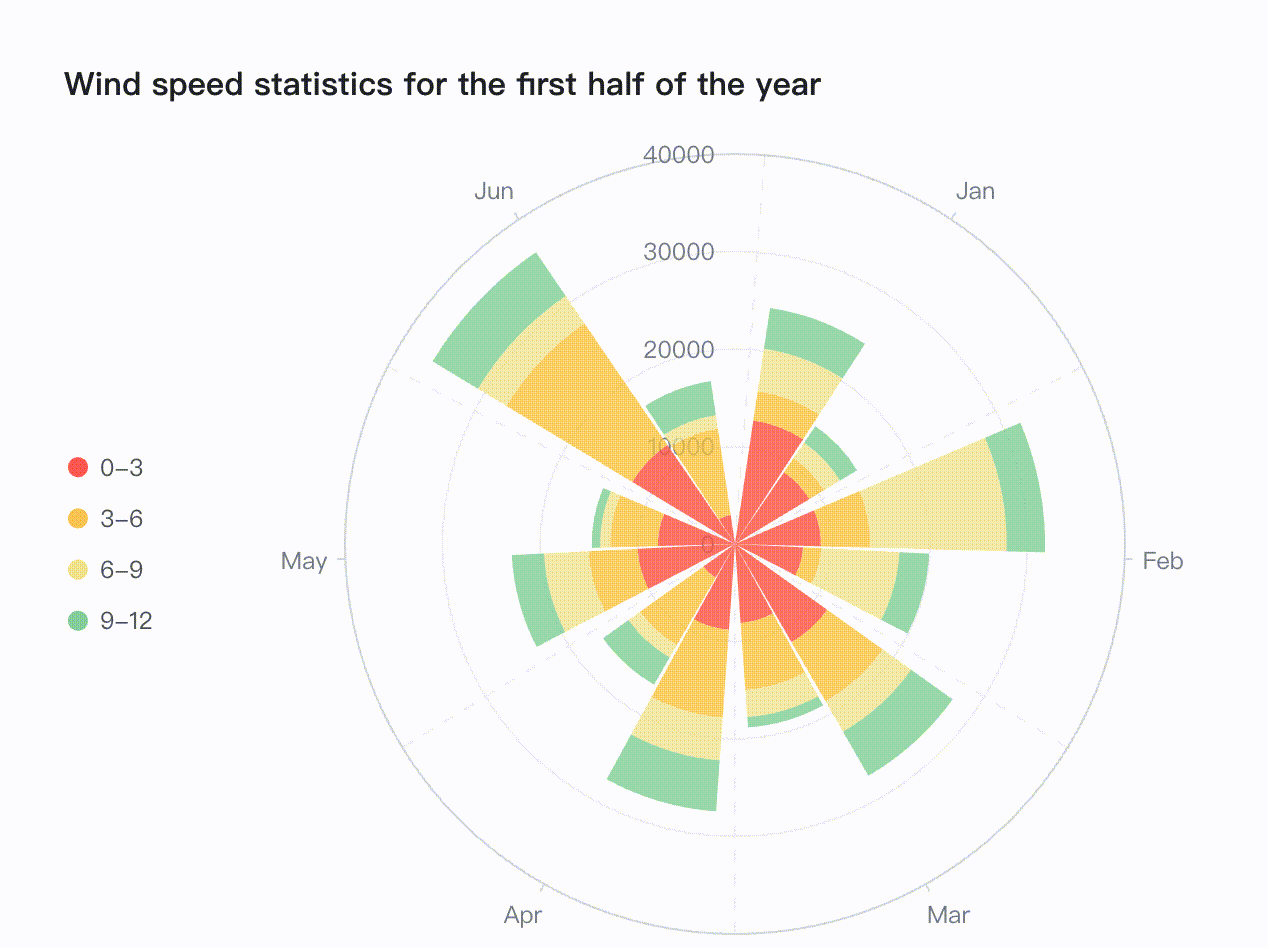 Wind speed statistics for the first half of the year
40000
Jun
Jan
30000
20000
10000
0–3
3–6
0
May
Feb
6–9
9–12
Apr
Mar